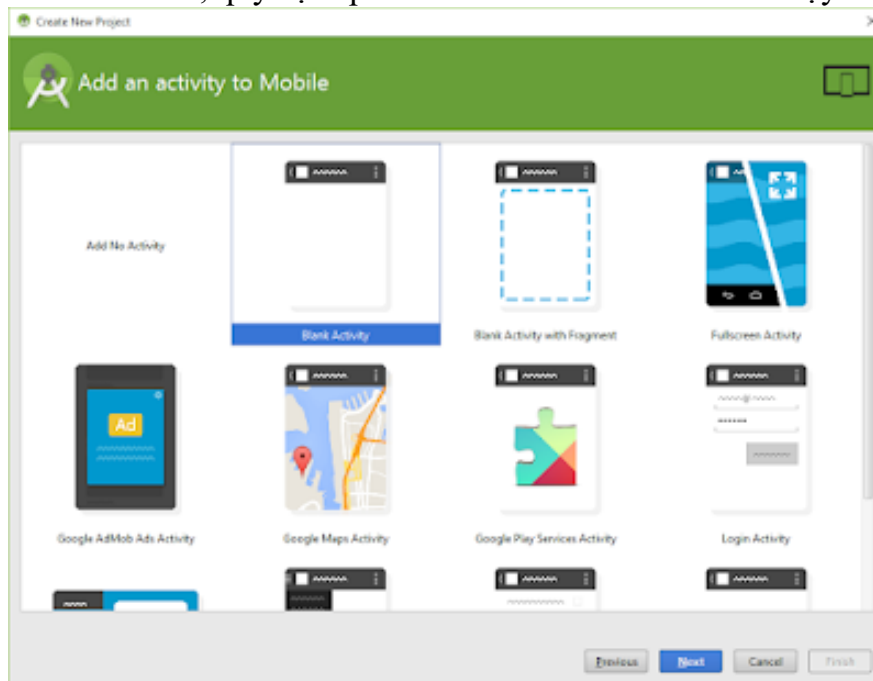 Create New Project
Add an activity to Mobile
Add No Activity
Blank Activity
Blank Activity with Fragment
Fullscreen Activity
Ad
Google AdMob Ads Activity
Google Maps Activity
Google Play Services Activity
Login Activity
Previous
Next
Cancel
Finish